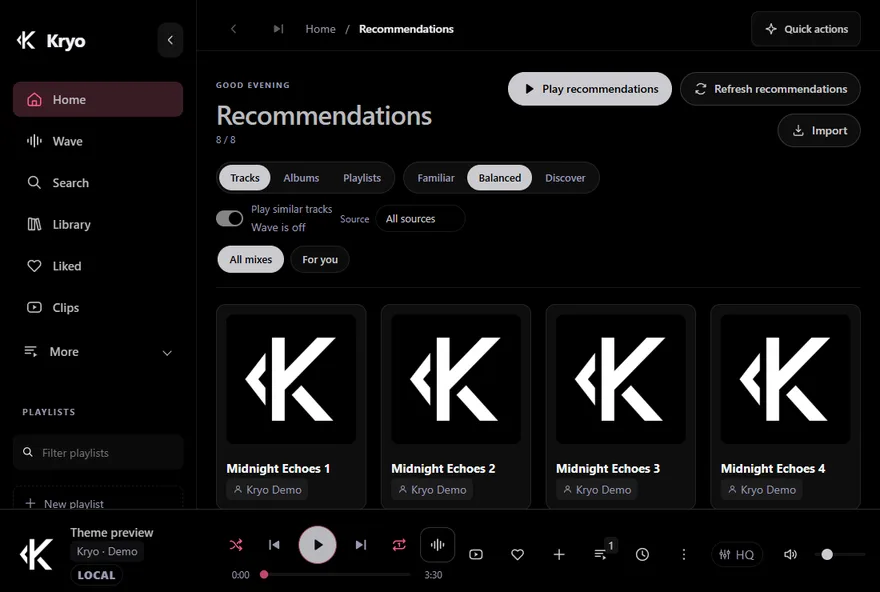 Kryo
Home / Recommendations
Quick actions
Home
Wave
Search
Library
Liked
Clips
More
PLAYLISTS
Filter playlists
New playlist
GOOD EVENING
Recommendations
8 / 8
Play recommendations
Refresh recommendations
Import
Tracks Albums Playlists
Familiar Balanced Discover
Play similar tracks
Wave is off
Source
All sources
All mixes
For you
Midnight Echoes 1
Kryo Demo
Midnight Echoes 2
Kryo Demo
Midnight Echoes 3
Kryo Demo
Midnight Echoes 4
Kryo Demo
Theme preview
Kryo · Demo
LOCAL
0:00
3:30
1
HQ